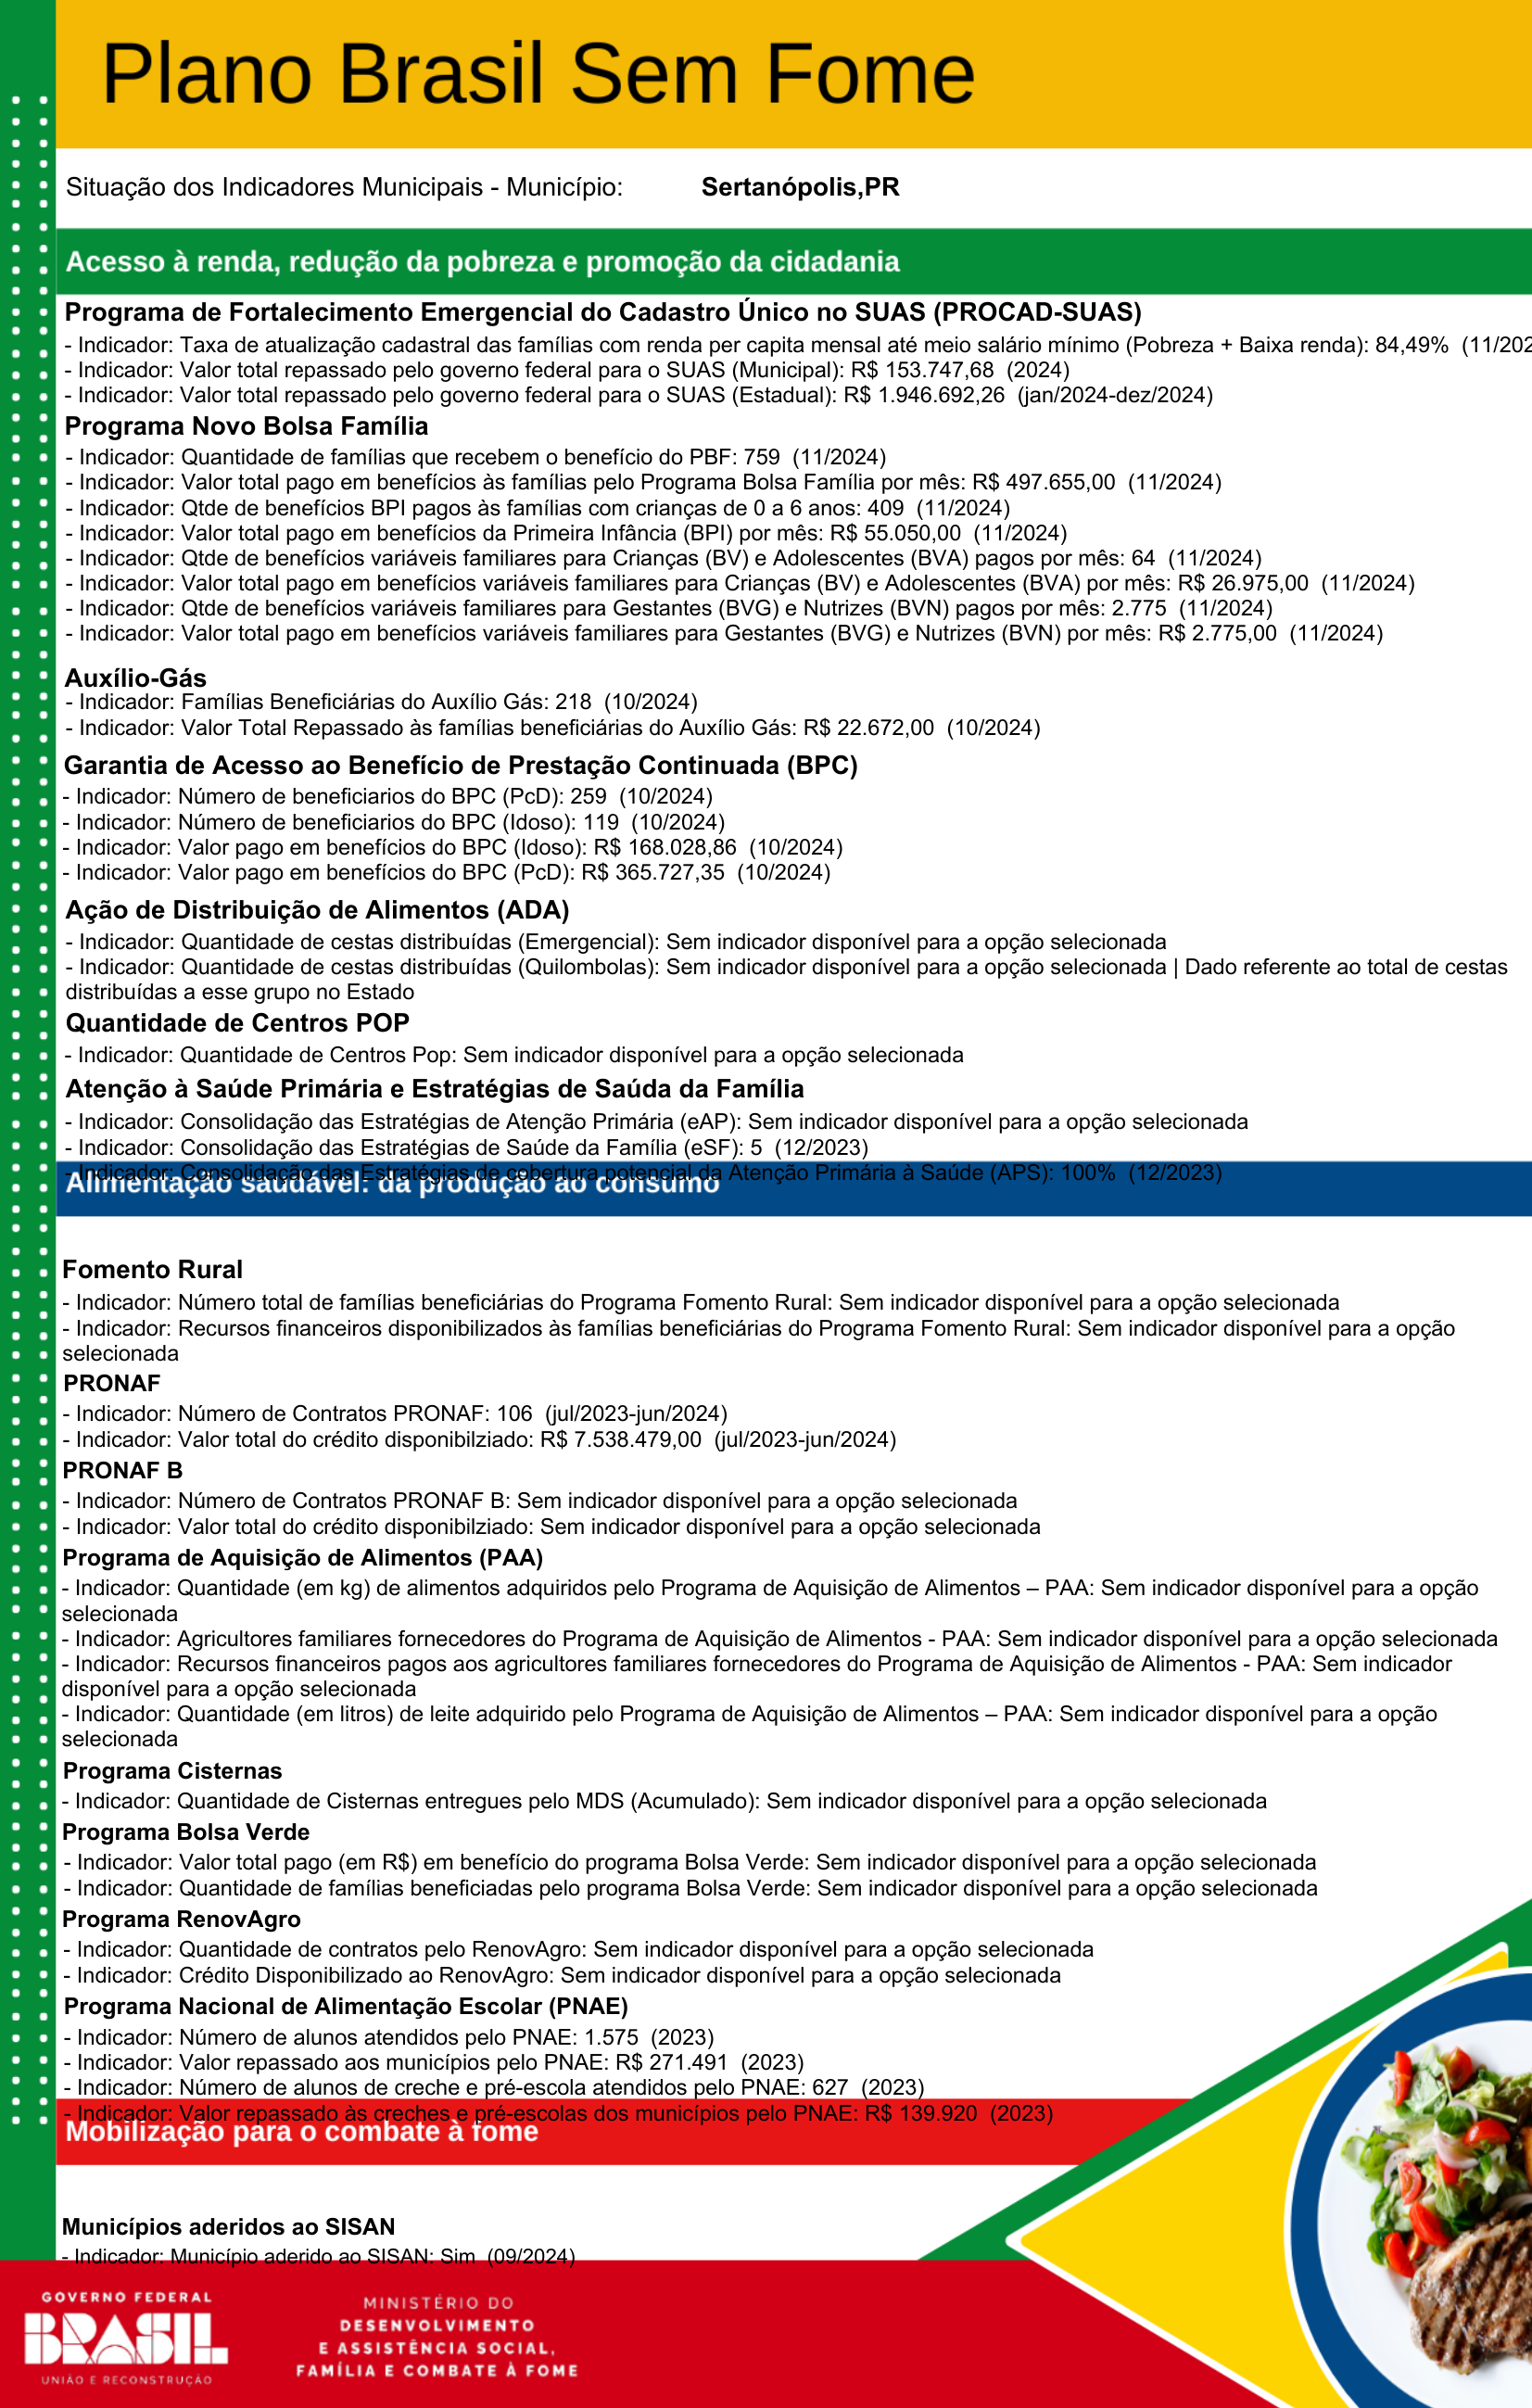 Plano Brasil Sem Fome
Situação dos Indicadores Municipais - Município: Sertanópolis,PR
Acesso à renda, redução da pobreza e promoção da cidadania
Programa de Fortalecimento Emergencial do Cadastro Único no SUAS (PROCAD-SUAS)
- Indicador: Taxa de atualização cadastral das famílias com renda per capita mensal até meio salário mínimo (Pobreza + Baixa renda): 84,49% (11/202
- Indicador: Valor total repassado pelo governo federal para o SUAS (Municipal): R$ 153.747,68 (2024)
- Indicador: Valor total repassado pelo governo federal para o SUAS (Estadual): R$ 1.946.692,26 (jan/2024-dez/2024)
Programa Novo Bolsa Família
- Indicador: Quantidade de famílias que recebem o benefício do PBF: 759 (11/2024)
- Indicador: Valor total pago em benefícios às famílias pelo Programa Bolsa Família por mês: R$ 497.655,00 (11/2024)
- Indicador: Qtde de benefícios BPI pagos às famílias com crianças de 0 a 6 anos: 409 (11/2024)
- Indicador: Valor total pago em benefícios da Primeira Infância (BPI) por mês: R$ 55.050,00 (11/2024)
- Indicador: Qtde de benefícios variáveis familiares para Crianças (BV) e Adolescentes (BVA) pagos por mês: 64 (11/2024)
- Indicador: Valor total pago em benefícios variáveis familiares para Crianças (BV) e Adolescentes (BVA) por mês: R$ 26.975,00 (11/2024)
- Indicador: Qtde de benefícios variáveis familiares para Gestantes (BVG) e Nutrizes (BVN) pagos por mês: 2.775 (11/2024)
- Indicador: Valor total pago em benefícios variáveis familiares para Gestantes (BVG) e Nutrizes (BVN) por mês: R$ 2.775,00 (11/2024)
Auxílio-Gás
- Indicador: Famílias Beneficiárias do Auxílio Gás: 218 (10/2024)
- Indicador: Valor Total Repassado às famílias beneficiárias do Auxílio Gás: R$ 22.672,00 (10/2024)
Garantia de Acesso ao Benefício de Prestação Continuada (BPC)
- Indicador: Número de beneficiarios do BPC (PcD): 259 (10/2024)
- Indicador: Número de beneficiarios do BPC (Idoso): 119 (10/2024)
- Indicador: Valor pago em benefícios do BPC (Idoso): R$ 168.028,86 (10/2024)
- Indicador: Valor pago em benefícios do BPC (PcD): R$ 365.727,35 (10/2024)
Ação de Distribuição de Alimentos (ADA)
- Indicador: Quantidade de cestas distribuídas (Emergencial): Sem indicador disponível para a opção selecionada
- Indicador: Quantidade de cestas distribuídas (Quilombolas): Sem indicador disponível para a opção selecionada | Dado referente ao total de cestas
distribuídas a esse grupo no Estado
Quantidade de Centros POP
- Indicador: Quantidade de Centros Pop: Sem indicador disponível para a opção selecionada
Atenção à Saúde Primária e Estratégias de Saúda da Família
- Indicador: Consolidação das Estratégias de Atenção Primária (eAP): Sem indicador disponível para a opção selecionada
- Indicador: Consolidação das Estratégias de Saúde da Família (eSF): 5 (12/2023)
- Indicador: Consolidação das Estratégias de cobertura potencial da Atenção Primária à Saúde (APS): 100% (12/2023)
Alimentação saudável: da produção ao consumo
Fomento Rural
- Indicador: Número total de famílias beneficiárias do Programa Fomento Rural: Sem indicador disponível para a opção selecionada
- Indicador: Recursos financeiros disponibilizados às famílias beneficiárias do Programa Fomento Rural: Sem indicador disponível para a opção
selecionada
PRONAF
- Indicador: Número de Contratos PRONAF: 106 (jul/2023-jun/2024)
- Indicador: Valor total do crédito disponibilziado: R$ 7.538.479,00 (jul/2023-jun/2024)
PRONAF B
- Indicador: Número de Contratos PRONAF B: Sem indicador disponível para a opção selecionada
- Indicador: Valor total do crédito disponibilziado: Sem indicador disponível para a opção selecionada
Programa de Aquisição de Alimentos (PAA)
- Indicador: Quantidade (em kg) de alimentos adquiridos pelo Programa de Aquisição de Alimentos – PAA: Sem indicador disponível para a opção
selecionada
- Indicador: Agricultores familiares fornecedores do Programa de Aquisição de Alimentos - PAA: Sem indicador disponível para a opção selecionada
- Indicador: Recursos financeiros pagos aos agricultores familiares fornecedores do Programa de Aquisição de Alimentos - PAA: Sem indicador
disponível para a opção selecionada
- Indicador: Quantidade (em litros) de leite adquirido pelo Programa de Aquisição de Alimentos – PAA: Sem indicador disponível para a opção
selecionada
Programa Cisternas
- Indicador: Quantidade de Cisternas entregues pelo MDS (Acumulado): Sem indicador disponível para a opção selecionada
Programa Bolsa Verde
- Indicador: Valor total pago (em R$) em benefício do programa Bolsa Verde: Sem indicador disponível para a opção selecionada
- Indicador: Quantidade de famílias beneficiadas pelo programa Bolsa Verde: Sem indicador disponível para a opção selecionada
Programa RenovAgro
- Indicador: Quantidade de contratos pelo RenovAgro: Sem indicador disponível para a opção selecionada
- Indicador: Crédito Disponibilizado ao RenovAgro: Sem indicador disponível para a opção selecionada
Programa Nacional de Alimentação Escolar (PNAE)
- Indicador: Número de alunos atendidos pelo PNAE: 1.575 (2023)
- Indicador: Valor repassado aos municípios pelo PNAE: R$ 271.491 (2023)
- Indicador: Número de alunos de creche e pré-escola atendidos pelo PNAE: 627 (2023)
- Indicador: Valor repassado às creches e pré-escolas dos municípios pelo PNAE: R$ 139.920 (2023)
Mobilização para o combate à fome
Municípios aderidos ao SISAN
- Indicador: Município aderido ao SISAN: Sim (09/2024)
GOVERNO FEDERAL
BRASIL
UNIÃO E RECONSTRUÇÃO
MINISTÉRIO DO
DESENVOLVIMENTO
E ASSISTÊNCIA SOCIAL,
FAMÍLIA E COMBATE À FOME